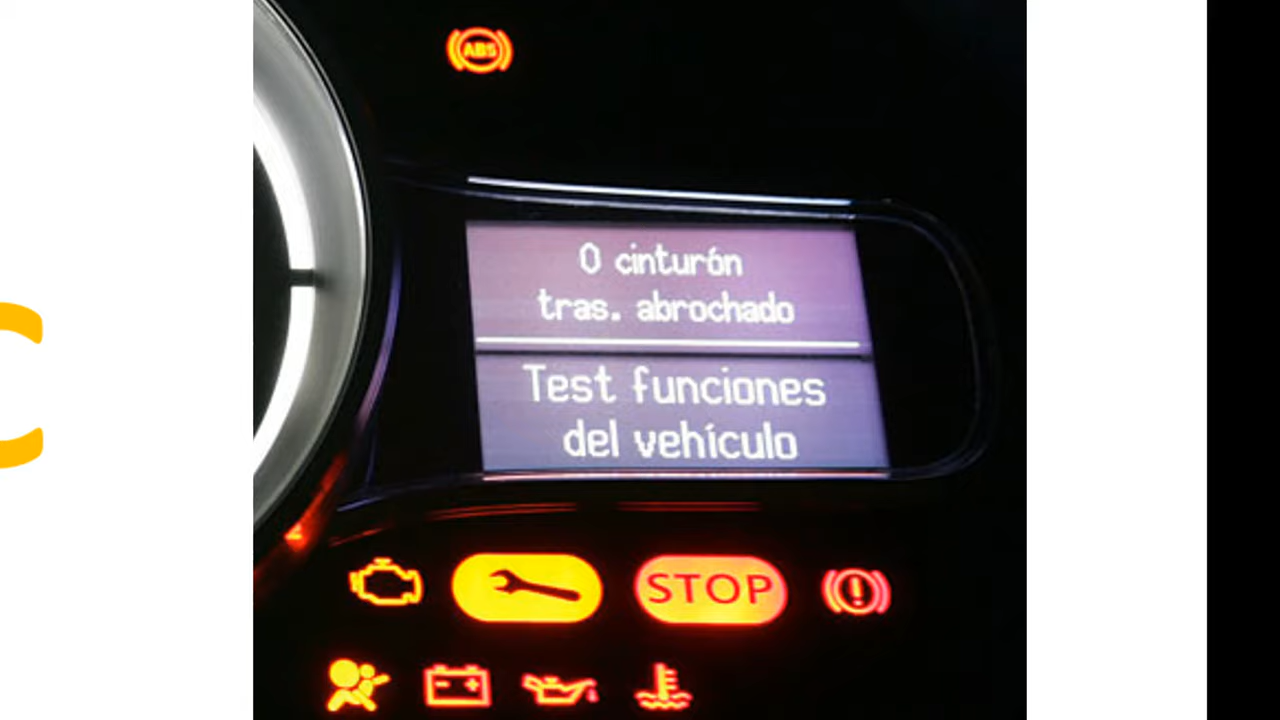 ABS
0 cinturón
tras. abrochado
Test funciones
del vehículo
STOP